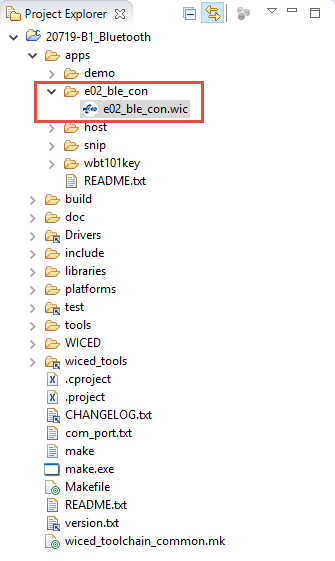 Project Explorer
20719-B1_Bluetooth
apps
demo
e02_ble_con
e02_ble_con.wic
host
snip
wbt101key
README.txt
build
doc
Drivers
include
libraries
platforms
test
tools
WICED
wiced_tools
.cproject
.project
CHANGELOG.txt
com_port.txt
make
make.exe
Makefile
README.txt
version.txt
wiced_toolchain_common.mk